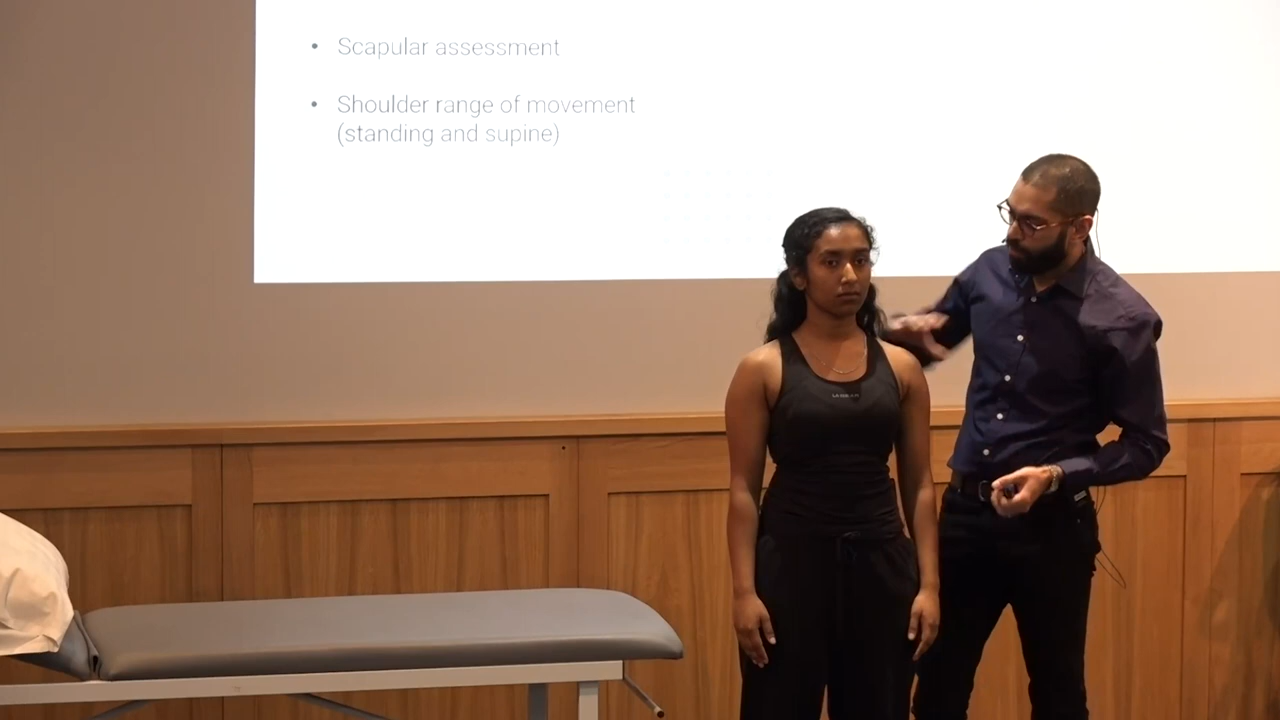 • Scapular assessment
• Shoulder range of movement
(standing and supine)